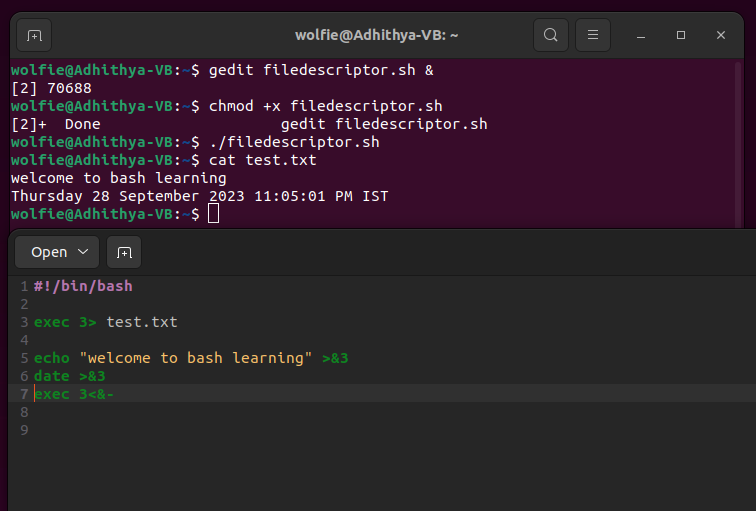 wolfie@Adhithya-VB: ~
wolfie@Adhithya-VB:~$ gedit filedescriptor.sh &
[2] 70688
wolfie@Adhithya-VB:~$ chmod +x filedescriptor.sh
[2]+  Done                    gedit filedescriptor.sh
wolfie@Adhithya-VB:~$ ./filedescriptor.sh
wolfie@Adhithya-VB:~$ cat test.txt
welcome to bash learning
Thursday 28 September 2023 11:05:01 PM IST
wolfie@Adhithya-VB:~$
Open
1 #!/bin/bash
2
3 exec 3> test.txt
4
5 echo "welcome to bash learning" >&3
6 date >&3
7 exec 3<&-
8
9